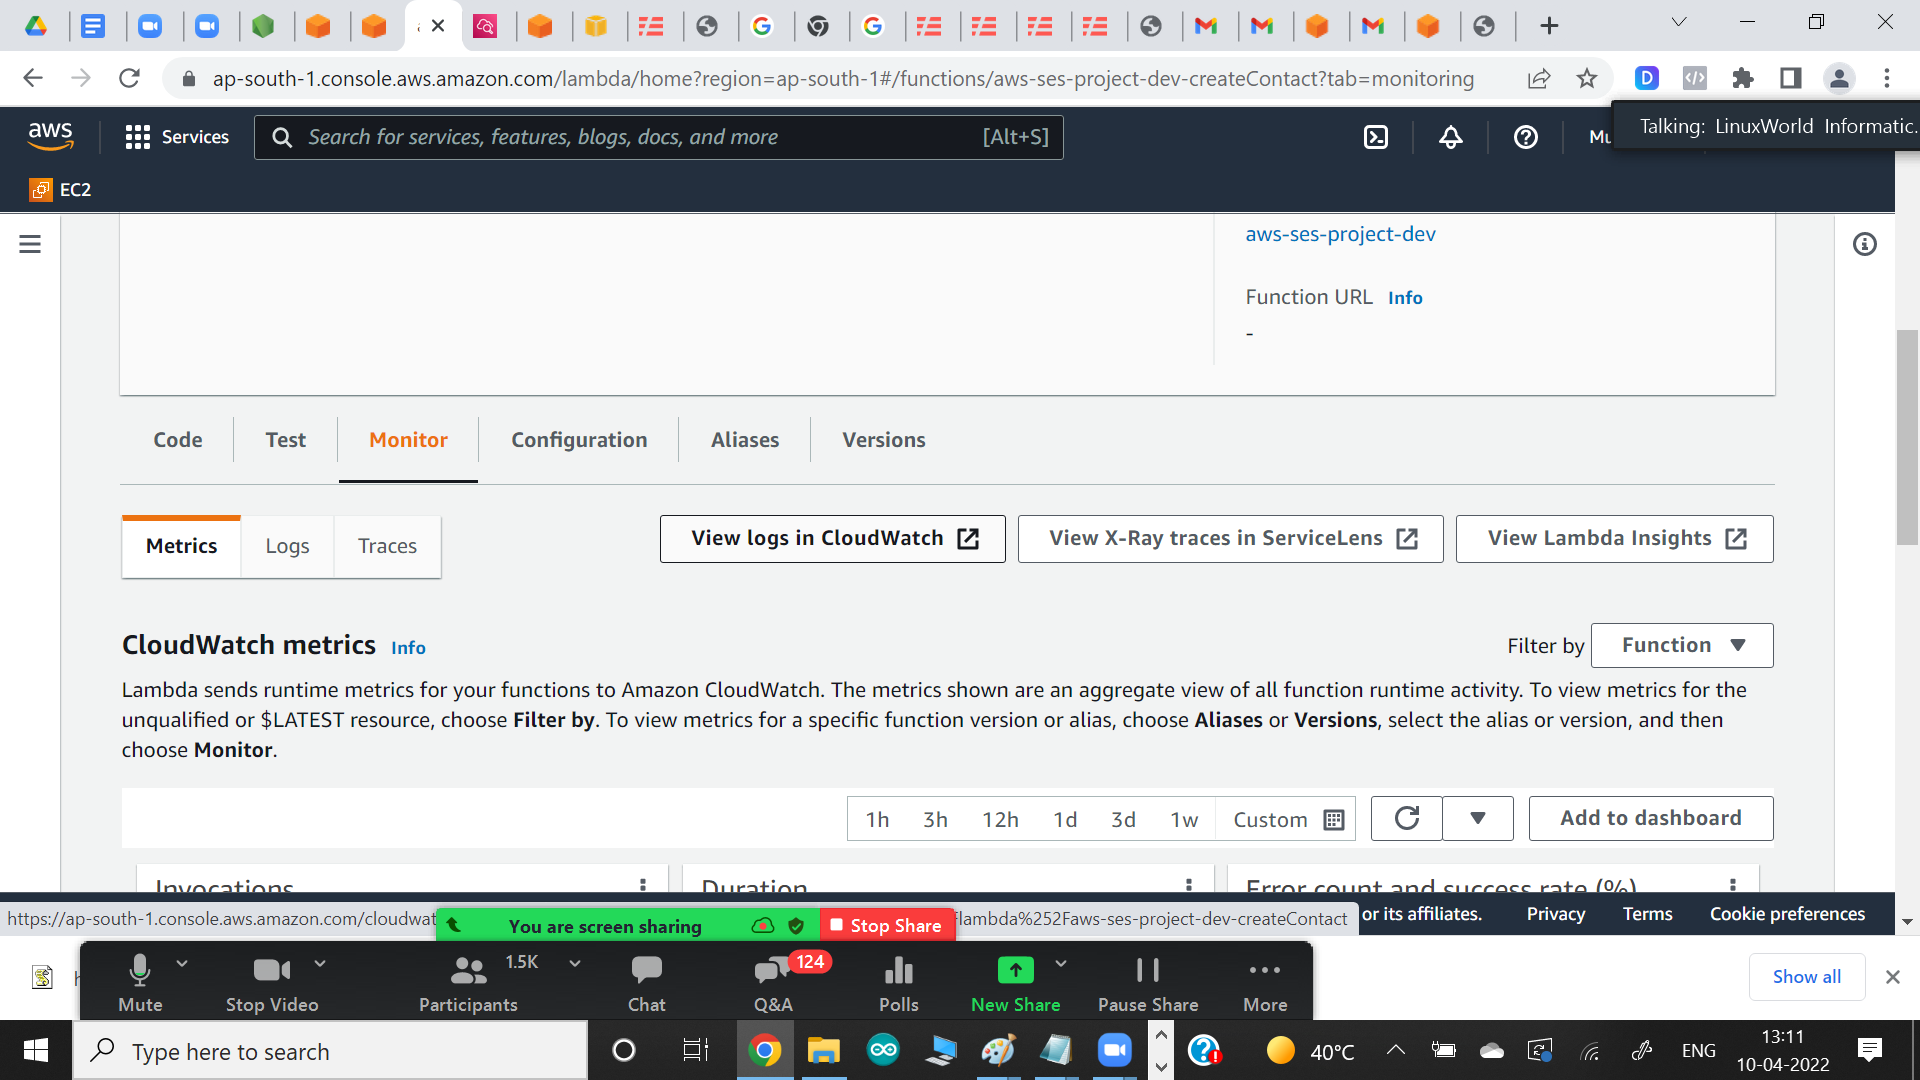 ap-south-1.console.aws.amazon.com/lambda/home?region=ap-south-1#/functions/aws-ses-project-dev-createContact?tab=monitoring
aws
Services
Search for services, features, blogs, docs, and more [Alt+S]
Talking: LinuxWorld Informatic.
EC2
aws-ses-project-dev
Function URL Info
-
Code Test Monitor Configuration Aliases Versions
Metrics Logs Traces
View logs in CloudWatch
View X-Ray traces in ServiceLens
View Lambda Insights
CloudWatch metrics Info
Filter by Function
Lambda sends runtime metrics for your functions to Amazon CloudWatch. The metrics shown are an aggregate view of all function runtime activity. To view metrics for the
unqualified or $LATEST resource, choose Filter by. To view metrics for a specific function version or alias, choose Aliases or Versions, select the alias or version, and then
choose Monitor.
1h 3h 12h 1d 3d 1w Custom
Add to dashboard
Invocations
Duration
Error count and success rate (%)
https://ap-south-1.console.aws.amazon.com/cloudwat
lambda%252Faws-ses-project-dev-createContact
or its affiliates. Privacy Terms Cookie preferences
You are screen sharing
Stop Share
Mute
Stop Video
1.5K
Participants
Chat
124
Q&A
Polls
New Share
Pause Share
More
Show all
Type here to search
40°C
ENG
13:11
10-04-2022